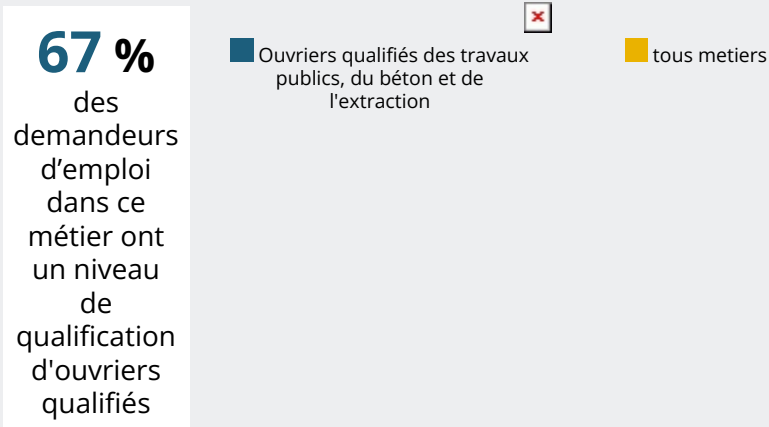 67 %
des
demandeurs
d’emploi
dans ce
métier ont
un niveau
de
qualification
d'ouvriers
qualifiés
Ouvriers qualifiés des travaux
publics, du béton et de
l'extraction
tous metiers